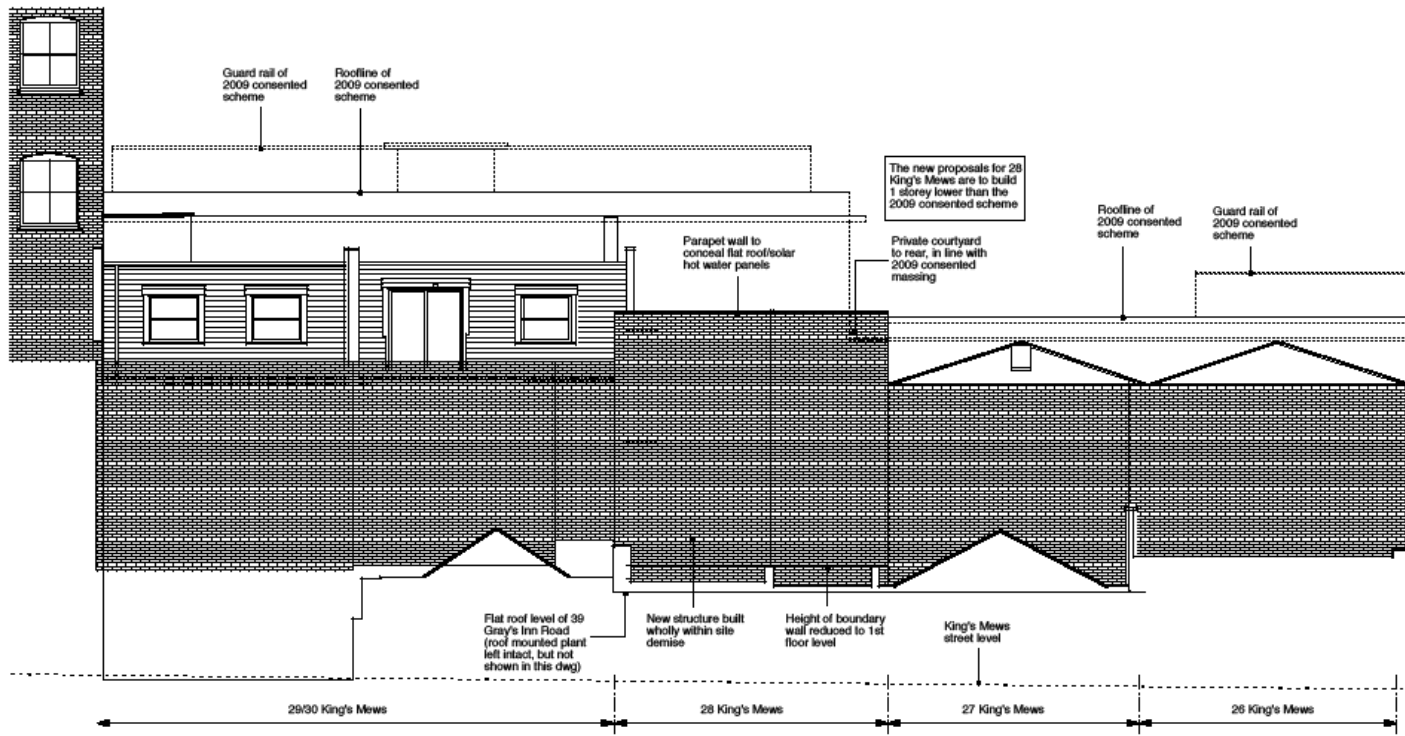 Guard rail of
2009 consented
scheme
Roofline of
2009 consented
scheme
The new proposals for 28
King's Mews are to build
1 storey lower than the
2009 consented scheme
Parapet wall to
conceal flat roof/solar
hot water panels
Private courtyard
to rear, in line with
2009 consented
massing
Roofline of
2009 consented
scheme
Guard rail of
2009 consented
scheme
Flat roof level of 39
Gray's Inn Road
(roof mounted plant
left intact, but not
shown in this dwg)
New structure built
wholly within site
demise
Height of boundary
wall reduced to 1st
floor level
King's Mews
street level
29/30 King's Mews
28 King's Mews
27 King's Mews
26 King's Mews